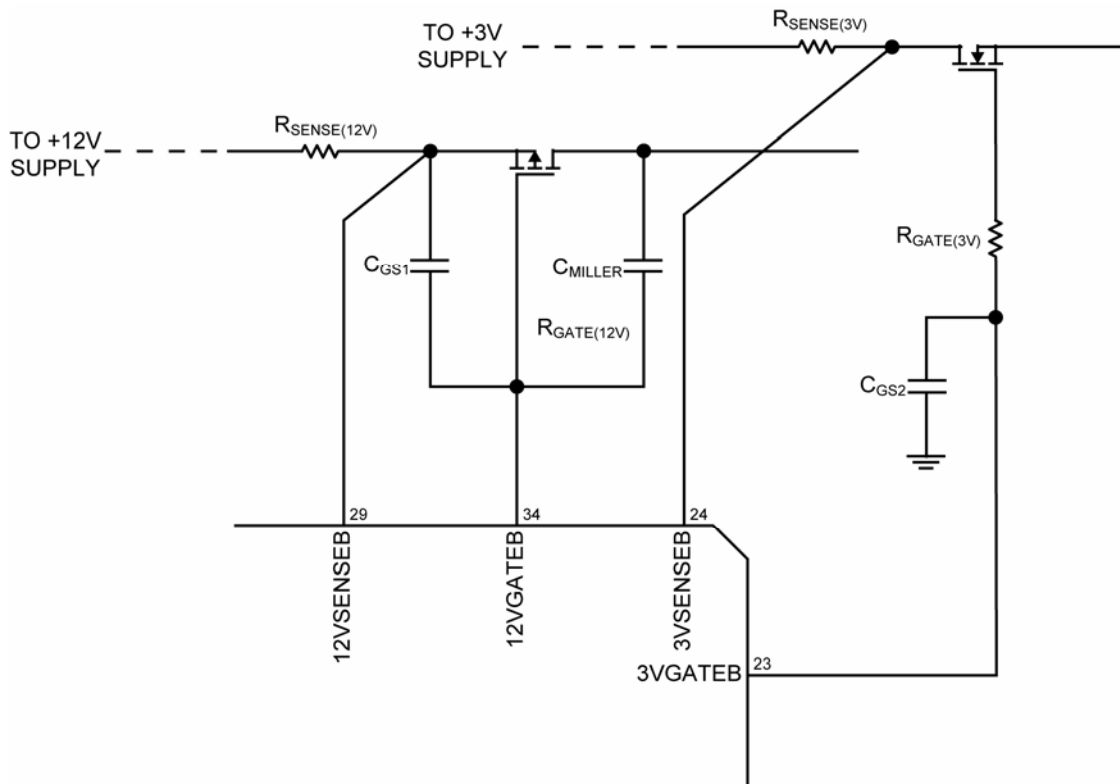 RSENSE(3V)
TO +3V
SUPPLY
RSENSE(12V)
TO +12V
SUPPLY
RGATE(3V)
CGS1
CMILLER
RGATE(12V)
CGS2
29
34
24
12VSENSEB
12VGATEB
3VSENSEB
3VGATEB
23